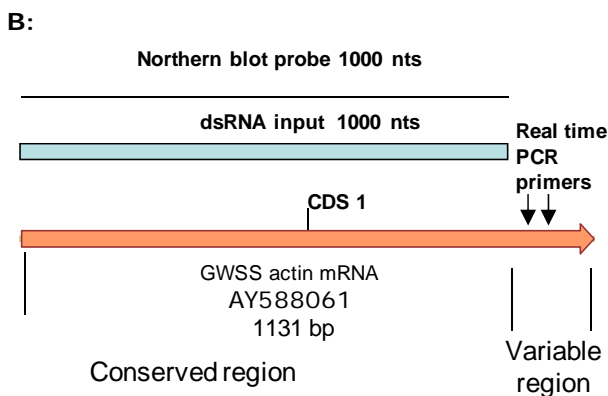 B:
Northern blot probe 1000 nts
dsRNA input 1000 nts
Real time
PCR
primers
CDS 1
GWSS actin mRNA
AY588061
1131 bp
Conserved region
Variable
region